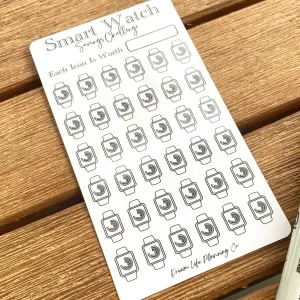 Smart Watch
Savings Challenge
Each Icon Is Worth
Dream Life Planning Co